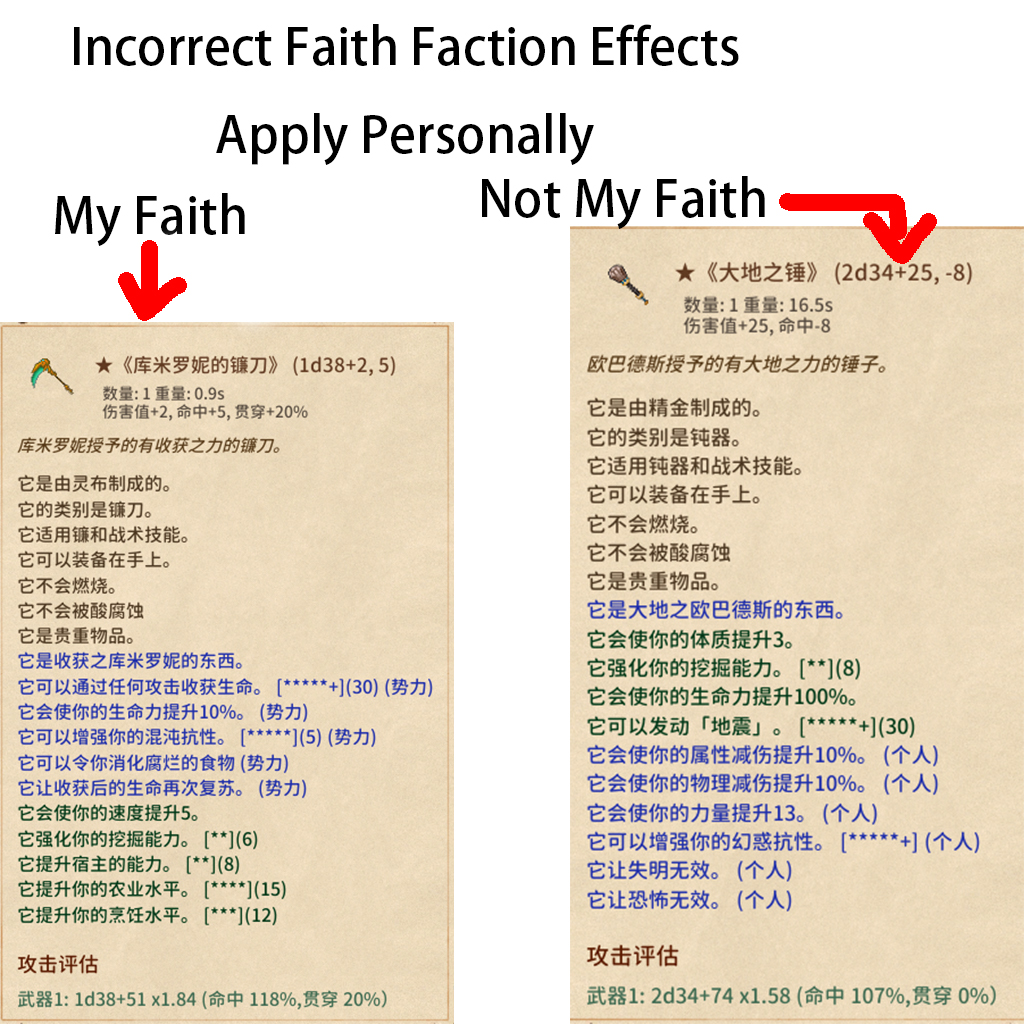 Incorrect Faith Faction Effects
Apply Personally
My Faith
Not My Faith
★《库米罗妮的镰刀》 (1d38+2, 5)
数量: 1 重量: 0.9s
伤害值+2, 命中+5, 贯穿+20%
库米罗妮授予的有收获之力的镰刀。
它是由灵布制成的。
它的类别是镰刀。
它适用镰和战术技能。
它可以装备在手上。
它不会燃烧。
它不会被酸腐蚀
它是贵重物品。
它是收获之库米罗妮的东西。
它可以通过任何攻击收获生命。 [*****+](30) (势力)
它会使你的生命力提升10%。 (势力)
它可以增强你的混沌抗性。 [*****](5) (势力)
它可以令你消化腐烂的食物 (势力)
它让收获后的生命再次复苏。 (势力)
它会使你的速度提升5。
它强化你的挖掘能力。 [**](6)
它提升宿主的能力。 [**](8)
它提升你的农业水平。 [****](15)
它提升你的烹饪水平。 [***](12)
攻击评估
武器1: 1d38+51 x1.84 (命中 118%,贯穿 20%)
★《大地之锤》 (2d34+25, -8)
数量: 1 重量: 16.5s
伤害值+25, 命中-8
欧巴德斯授予的有大地之力的锤子。
它是由精金制成的。
它的类别是钝器。
它适用钝器和战术技能。
它可以装备在手上。
它不会燃烧。
它不会被酸腐蚀
它是贵重物品。
它是大地之欧巴德斯的东西。
它会使你的体质提升3。
它强化你的挖掘能力。 [**](8)
它会使你的生命力提升100%。
它可以发动「地震」。 [*****+](30)
它会使你的属性减伤提升10%。 (个人)
它会使你的物理减伤提升10%。 (个人)
它会使你的力量提升13。 (个人)
它可以增强你的幻惑抗性。 [*****+] (个人)
它让失明无效。 (个人)
它让恐怖无效。 (个人)
攻击评估
武器1: 2d34+74 x1.58 (命中 107%,贯穿 0%)